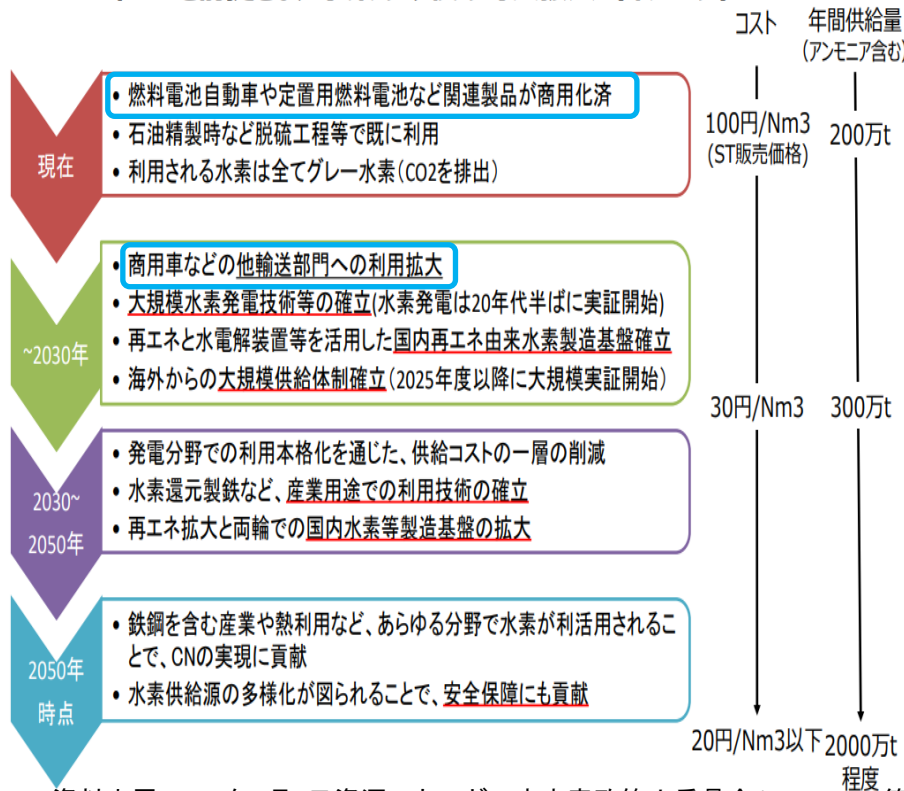 コスト
年間供給量
(アンモニア含む)
現在
• 燃料電池自動車や定置用燃料電池など関連製品が商用化済
• 石油精製時など脱硫工程等で既に利用
• 利用される水素は全てグレー水素(CO2を排出)
100円/Nm3
(ST販売価格)
200万t
~2030年
• 商用車などの他輸送部門への利用拡大
• 大規模水素発電技術等の確立(水素発電は20年代半ばに実証開始)
• 再エネと水電解装置等を活用した国内再エネ由来水素製造基盤確立
• 海外からの大規模供給体制確立(2025年度以降に大規模実証開始)
30円/Nm3
300万t
2030~
2050年
• 発電分野での利用本格化を通じた、供給コストの一層の削減
• 水素還元製鉄など、産業用途での利用技術の確立
• 再エネ拡大と両輪での国内水素等製造基盤の拡大
2050年
時点
• 鉄鋼を含む産業や熱利用など、あらゆる分野で水素が利活用されるこ
とで、CNの実現に貢献
• 水素供給源の多様化が図られることで、安全保障にも貢献
20円/Nm3以下
2000万t
程度